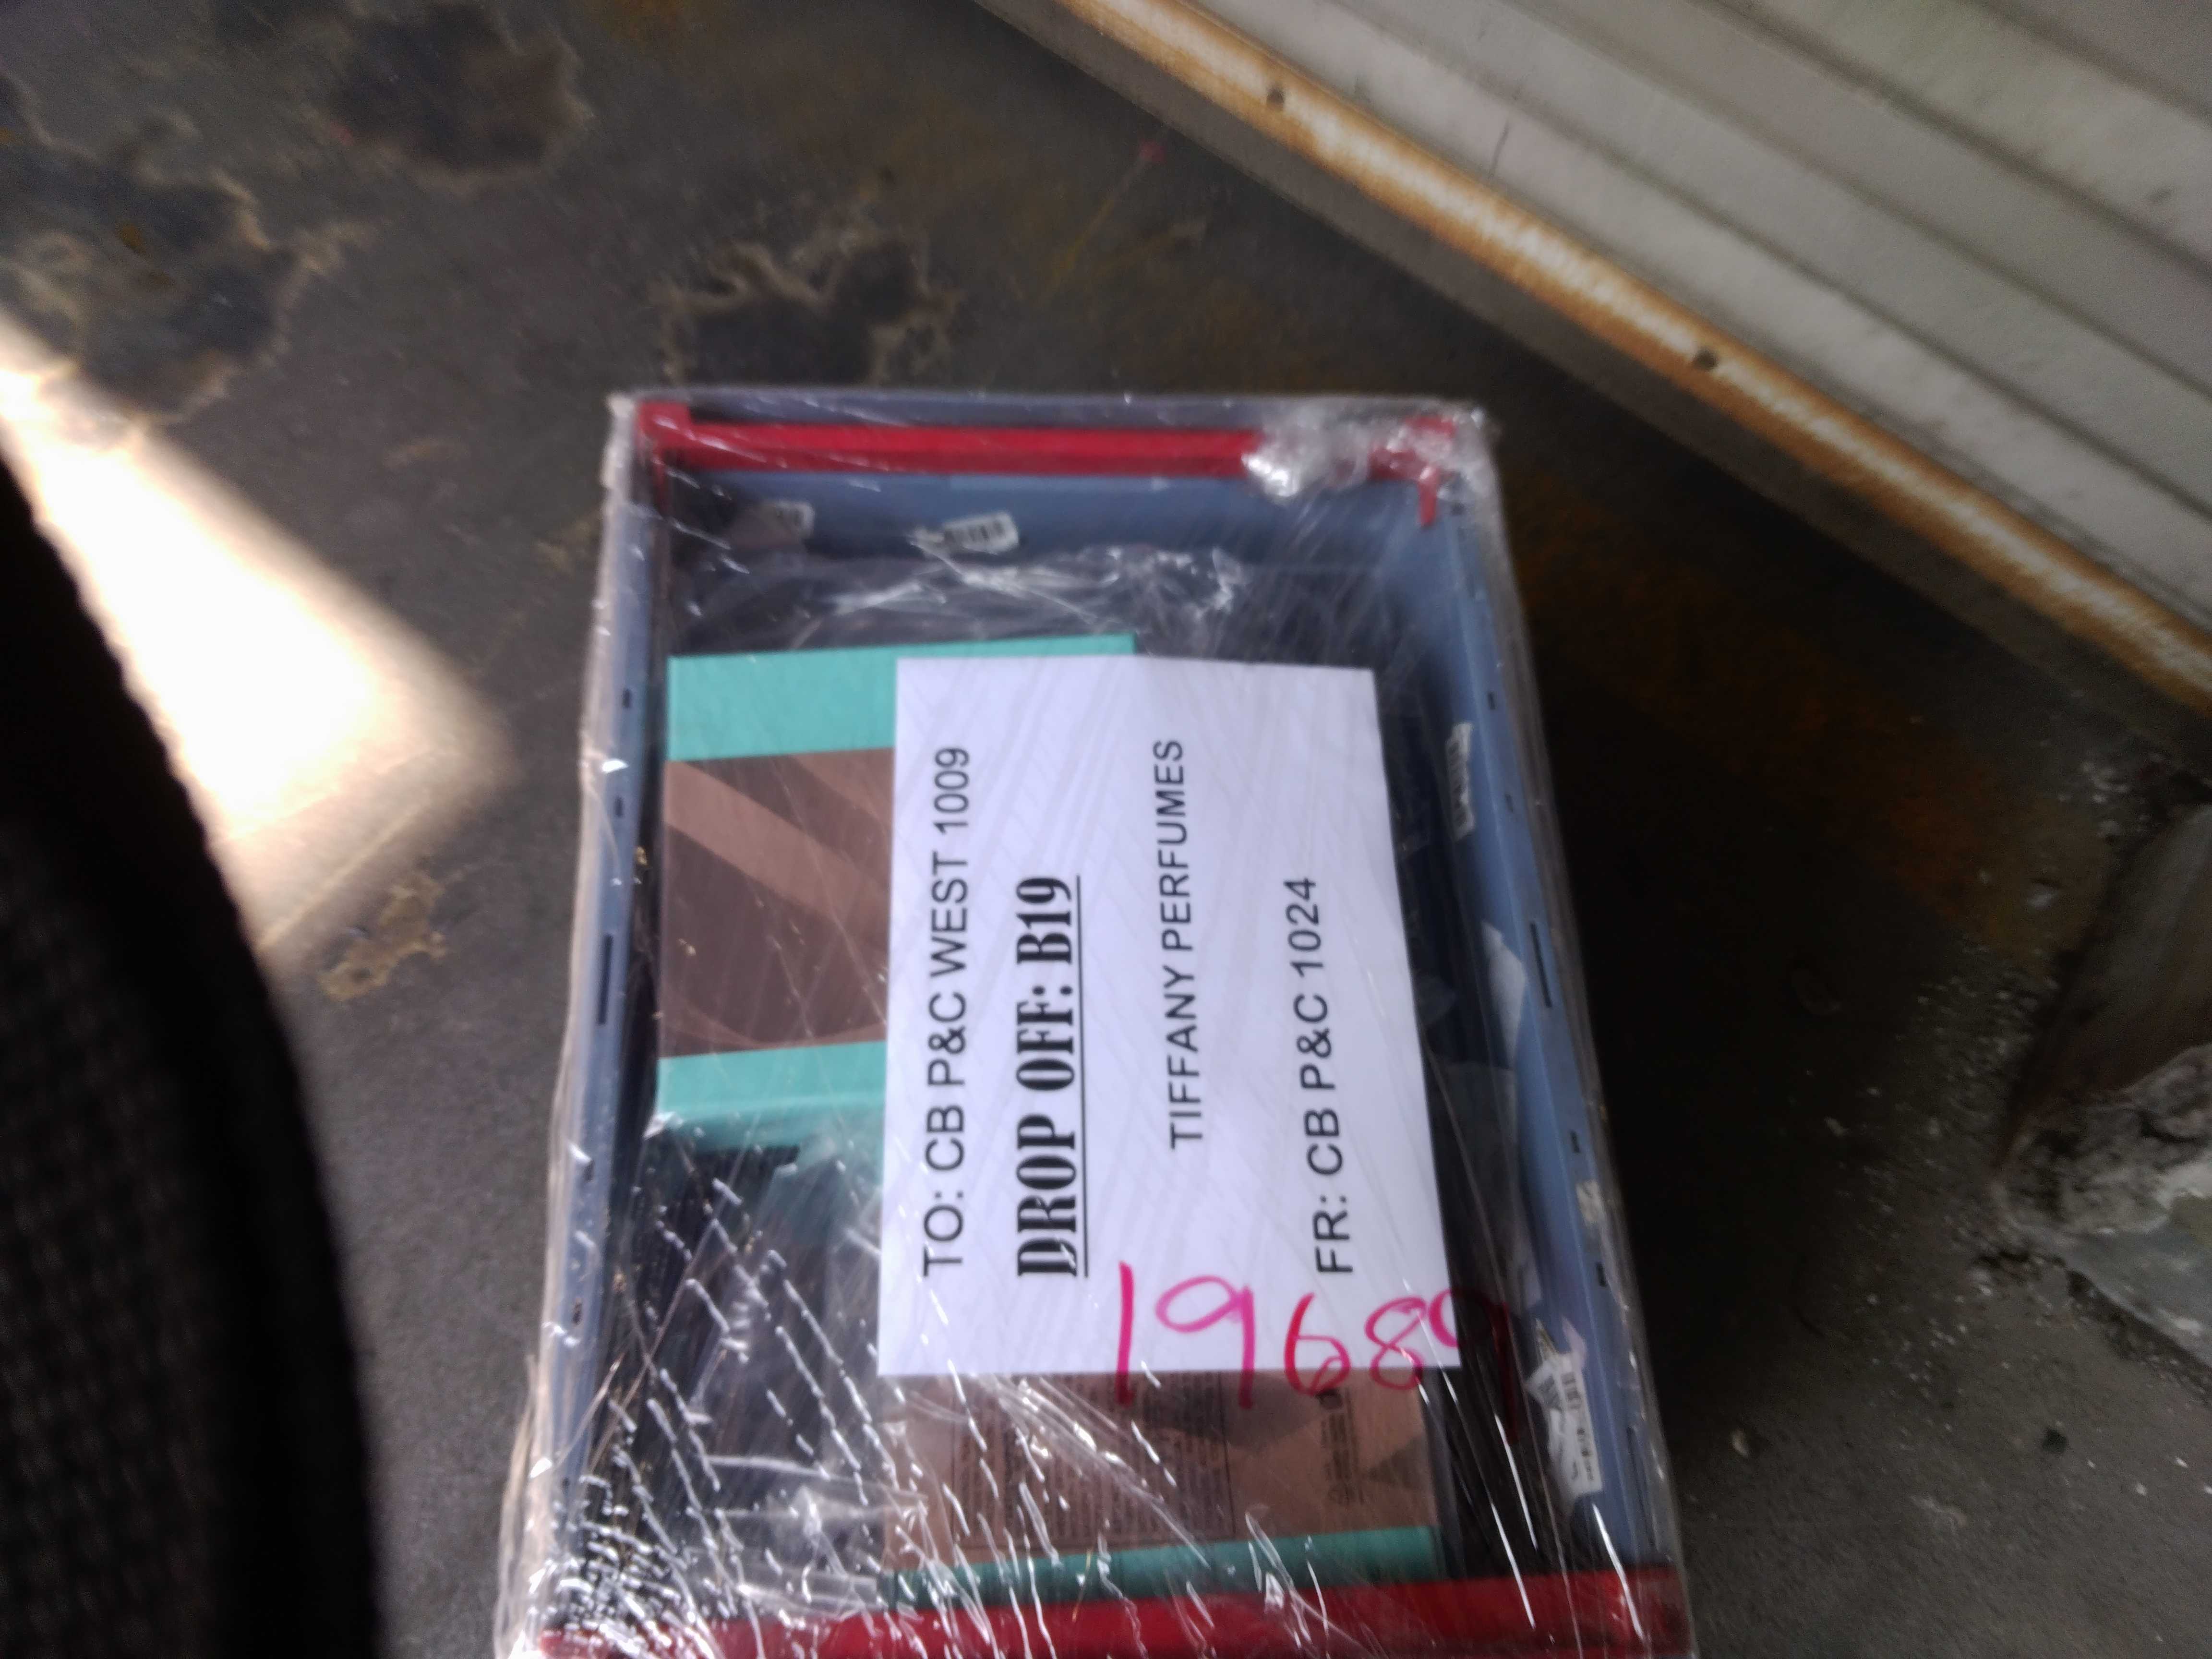 TO: CB P&C WEST 1009
DROP OFF: B19
TIFFANY PERFUMES
FR: CB P&C 1024
19689